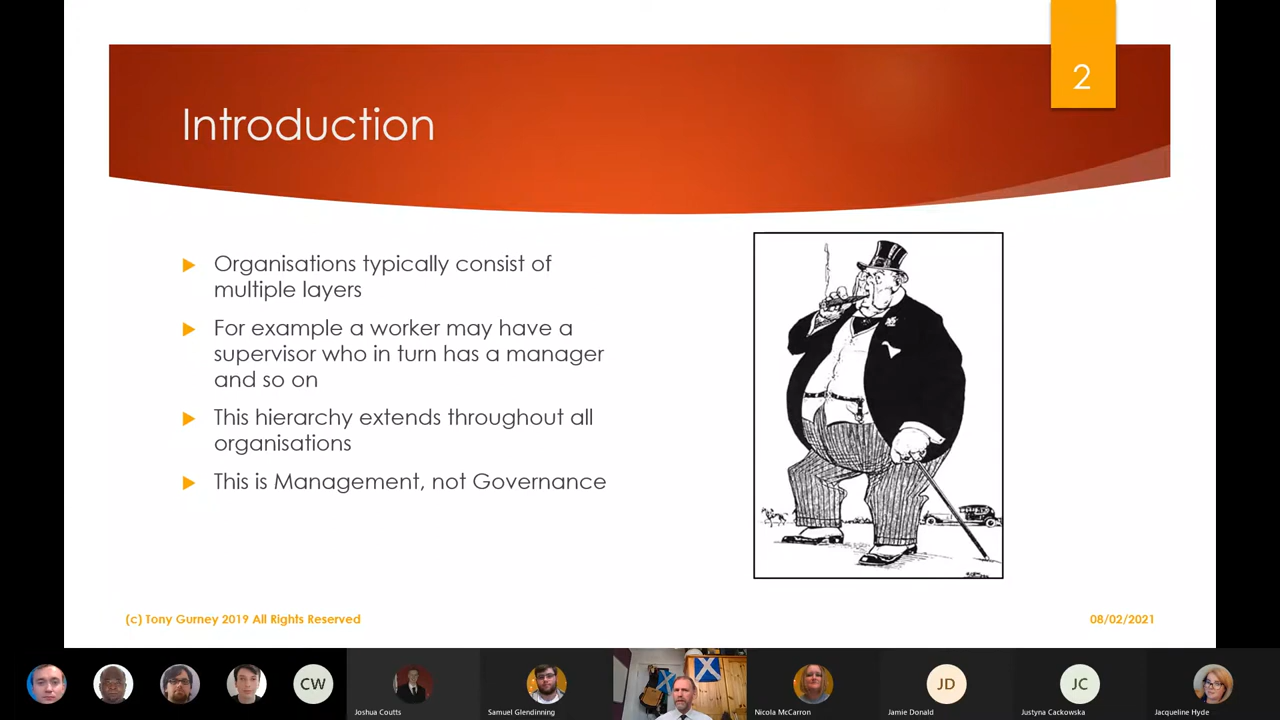 2
Introduction
Organisations typically consist of
multiple layers
For example a worker may have a
supervisor who in turn has a manager
and so on
This hierarchy extends throughout all
organisations
This is Management, not Governance
(c) Tony Gurney 2019 All Rights Reserved
08/02/2021
CW
JD
JC
Joshua Coutts
Samuel Glendinning
Nicola McCarron
Jamie Donald
Justyna Cackowska
Jacqueline Hyde